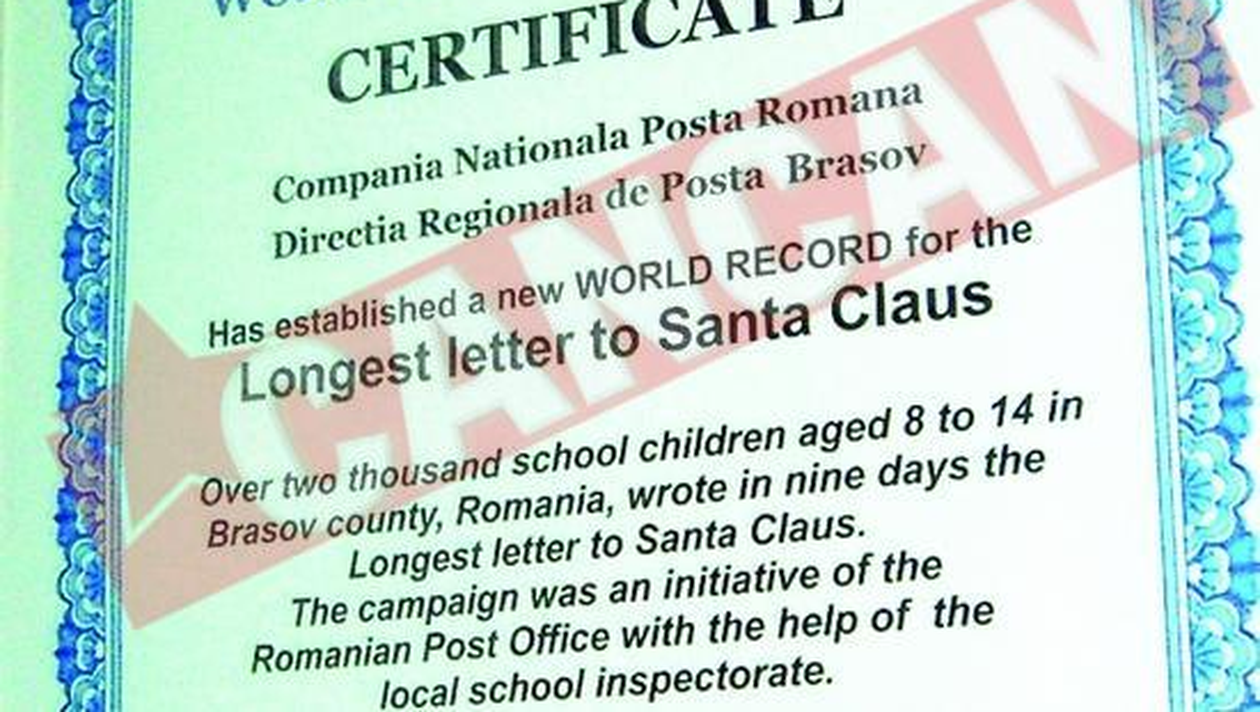 CERTIFICATE
Compania Nationala Posta Romana
Directia Regionala de Posta Brasov
Has established a new WORLD RECORD for the
Longest letter to Santa Claus
Over two thousand school children aged 8 to 14 in
Brasov county, Romania, wrote in nine days the
Longest letter to Santa Claus.
The campaign was an initiative of the
Romanian Post Office with the help of the
local school inspectorate.
CANCAN